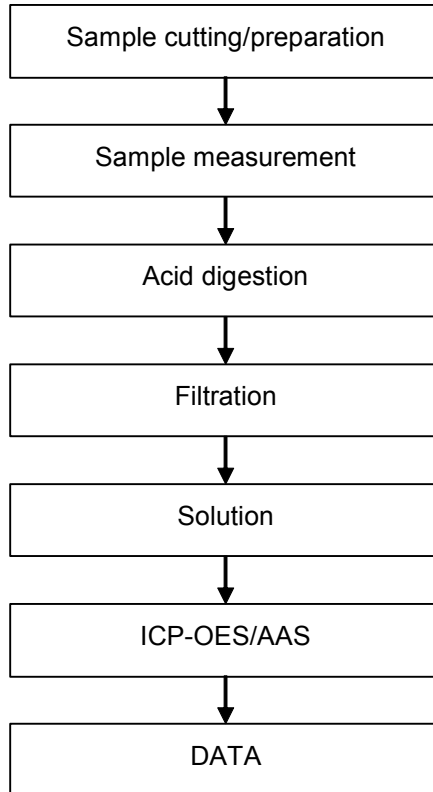 Sample cutting/preparation
Sample measurement
Acid digestion
Filtration
Solution
ICP-OES/AAS
DATA